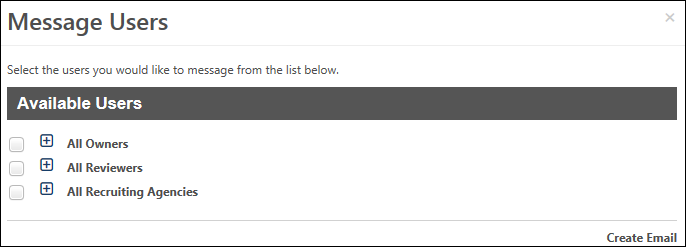 Message Users
×
Select the users you would like to message from the list below.
Available Users
All Owners
All Reviewers
All Recruiting Agencies
Create Email